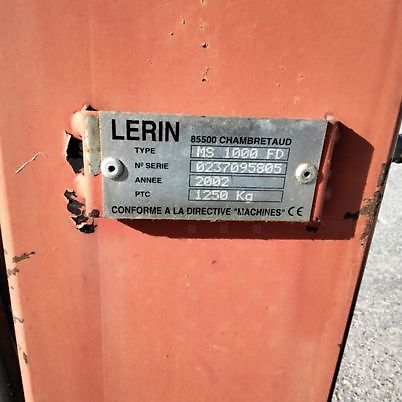 LERIN 85500 CHAMBRETAUD
TYPE MS 1000 FD
Nº SERIE 0237095805
ANNEE 2002
PTC 1250 Kg
CONFORME A LA DIRECTIVE "MACHINES" CE